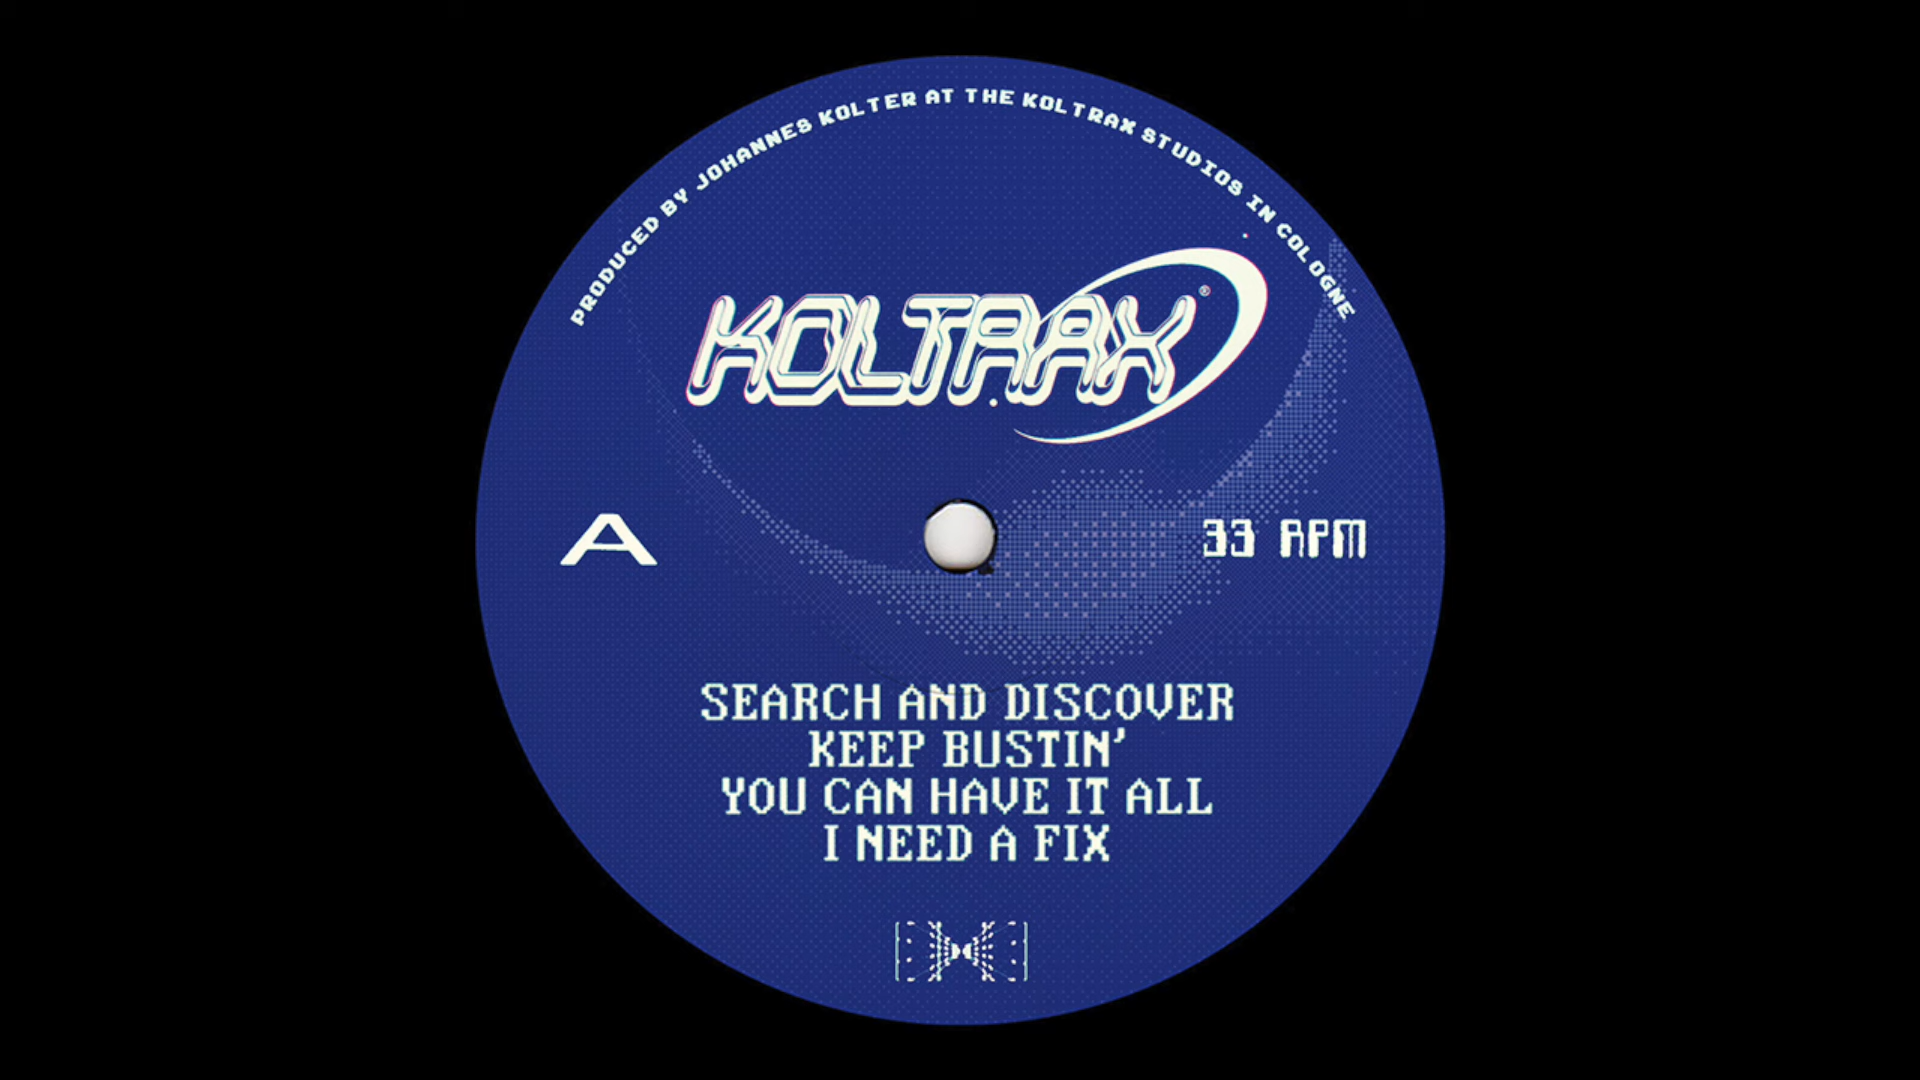 PRODUCED BY JOHANNES KOLTER AT THE KOLTRAX STUDIOS IN COLOGNE
KOLTRAX®
A
33 RPM
SEARCH AND DISCOVER
KEEP BUSTIN'
YOU CAN HAVE IT ALL
I NEED A FIX